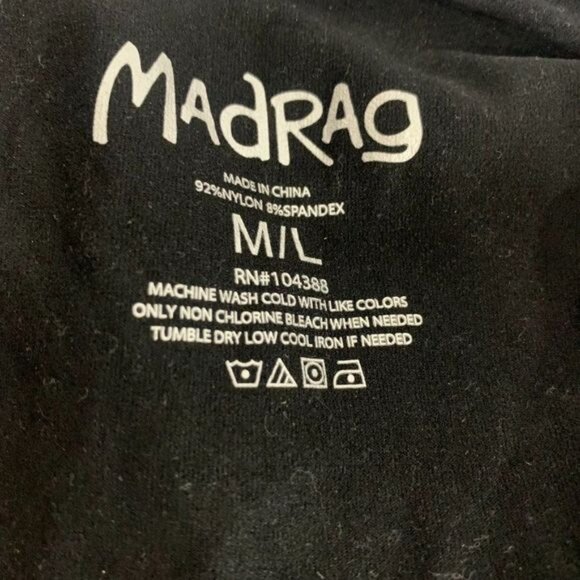 MADRAG
MADE IN CHINA
92%NYLON 8%SPANDEX
M/L
RN#104388
MACHINE WASH COLD WITH LIKE COLORS
ONLY NON CHLORINE BLEACH WHEN NEEDED
TUMBLE DRY LOW COOL IRON IF NEEDED